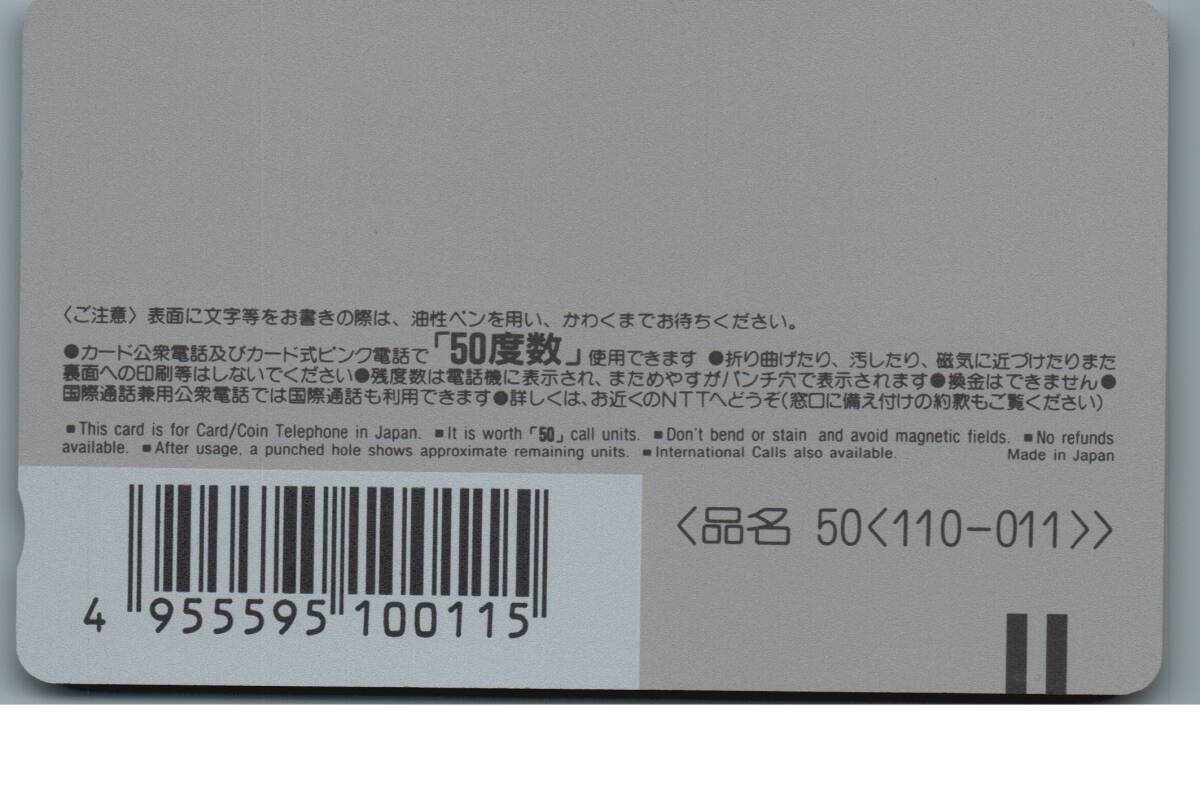 〈ご注意〉表面に文字等をお書きの際は、油性ペンを用い、かわくまでお待ちください。
●カード公衆電話及びカード式ピンク電話で「50度数」使用できます ●折り曲げたり、汚したり、磁気に近づけたりまた
裏面への印刷等はしないでください●残度数は電話機に表示され、まためやすがパンチ穴で表示されます●換金はできません●
国際通話兼用公衆電話では国際通話も利用できます●詳しくは、お近くのNTTへどうぞ(窓口に備え付けの約款もご覧ください)
■This card is for Card/Coin Telephone in Japan. ■It is worth「50」call units. ■Don't bend or stain and avoid magnetic fields. ■No refunds
available. ■After usage, a punched hole shows approximate remaining units. ■International Calls also available. Made in Japan
〈品名 50〈110-011〉〉
4 955595 100115